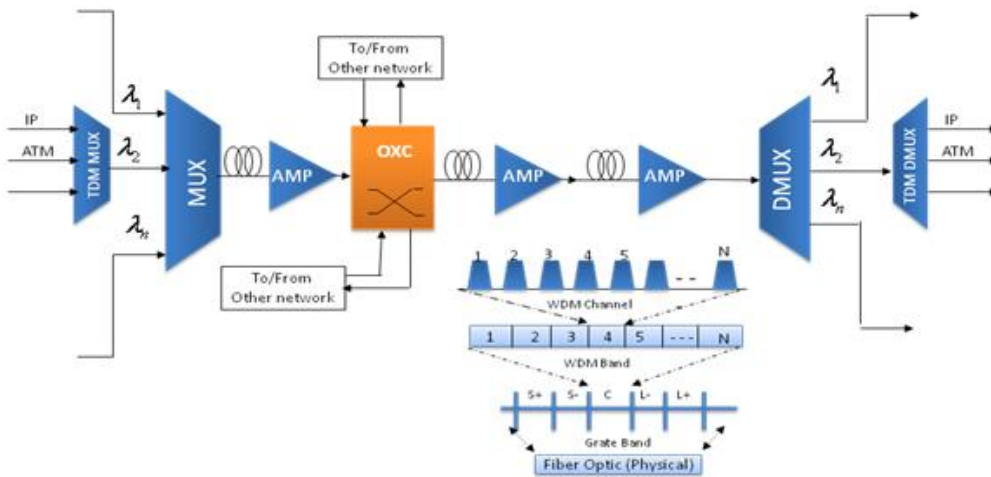 To/From
Other network
λ1
IP
ATM
TDM MUX
λ2
λn
MUX
AMP
OXC
AMP
AMP
DMUX
λ1
λ2
λn
TDM DMUX
IP
ATM
To/From
Other network
1 2 3 4 5 - - N
WDM Channel
1 2 3 4 5 - - - N
WDM Band
S+ S- C L- L+
Grate Band
Fiber Optic (Physical)